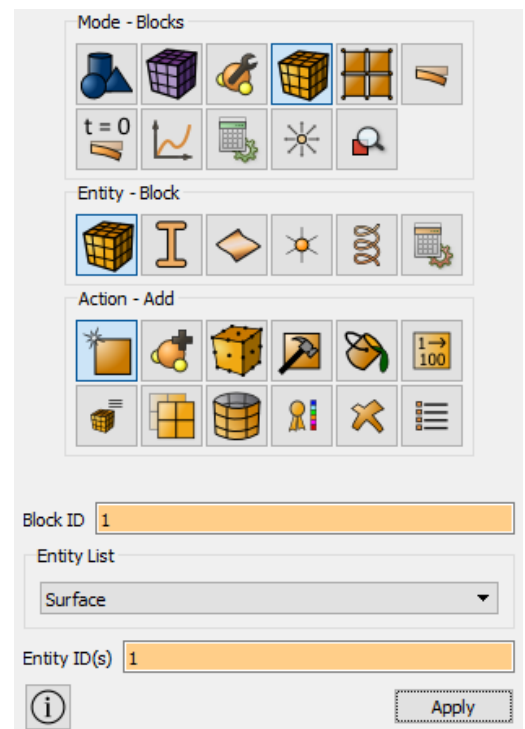 Mode - Blocks
t = 0
Entity - Block
Action - Add
1→
100
Block ID 1
Entity List
Surface
Entity ID(s) 1
i
Apply